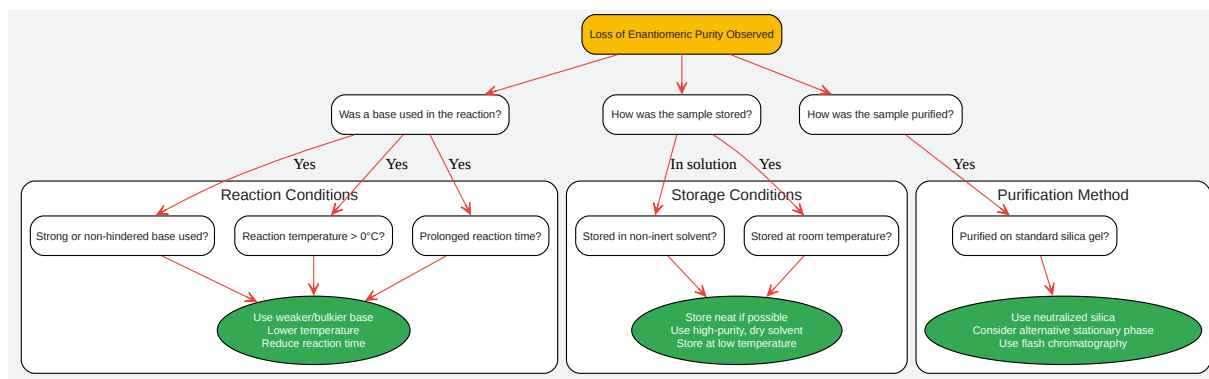 Loss of Enantiomeric Purity Observed
Was a base used in the reaction?
How was the sample stored?
How was the sample purified?
Yes
Yes
Yes
In solution
Yes
Yes
Reaction Conditions
Storage Conditions
Purification Method
Strong or non-hindered base used?
Reaction temperature > 0°C?
Prolonged reaction time?
Stored in non-inert solvent?
Stored at room temperature?
Purified on standard silica gel?
Use weaker/bulkier base
Lower temperature
Reduce reaction time
Store neat if possible
Use high-purity, dry solvent
Store at low temperature
Use neutralized silica
Consider alternative stationary phase
Use flash chromatography